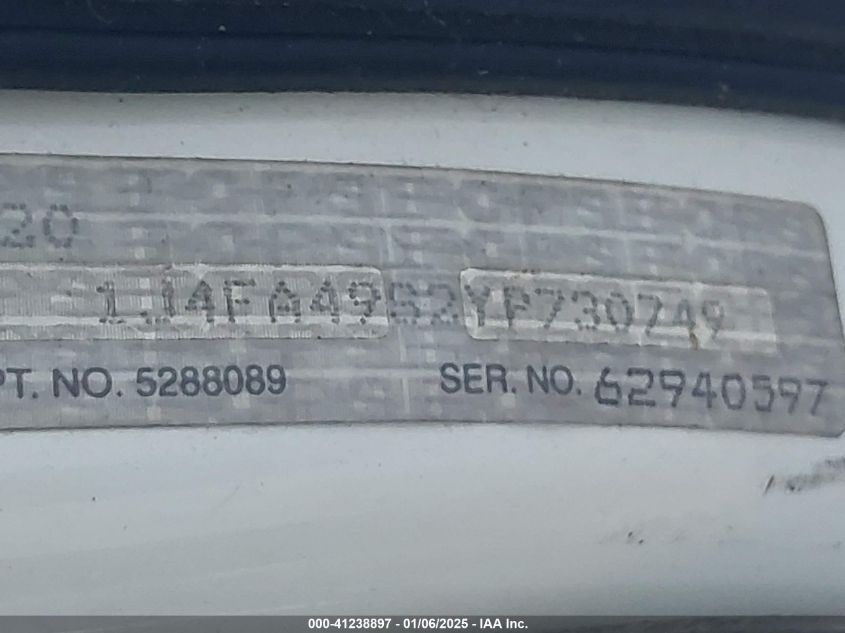 20
1J4FA49S2YP730749
PT. NO. 5288089 SER. NO. 62940597
000-41238897 - 01/06/2025 - IAA Inc.